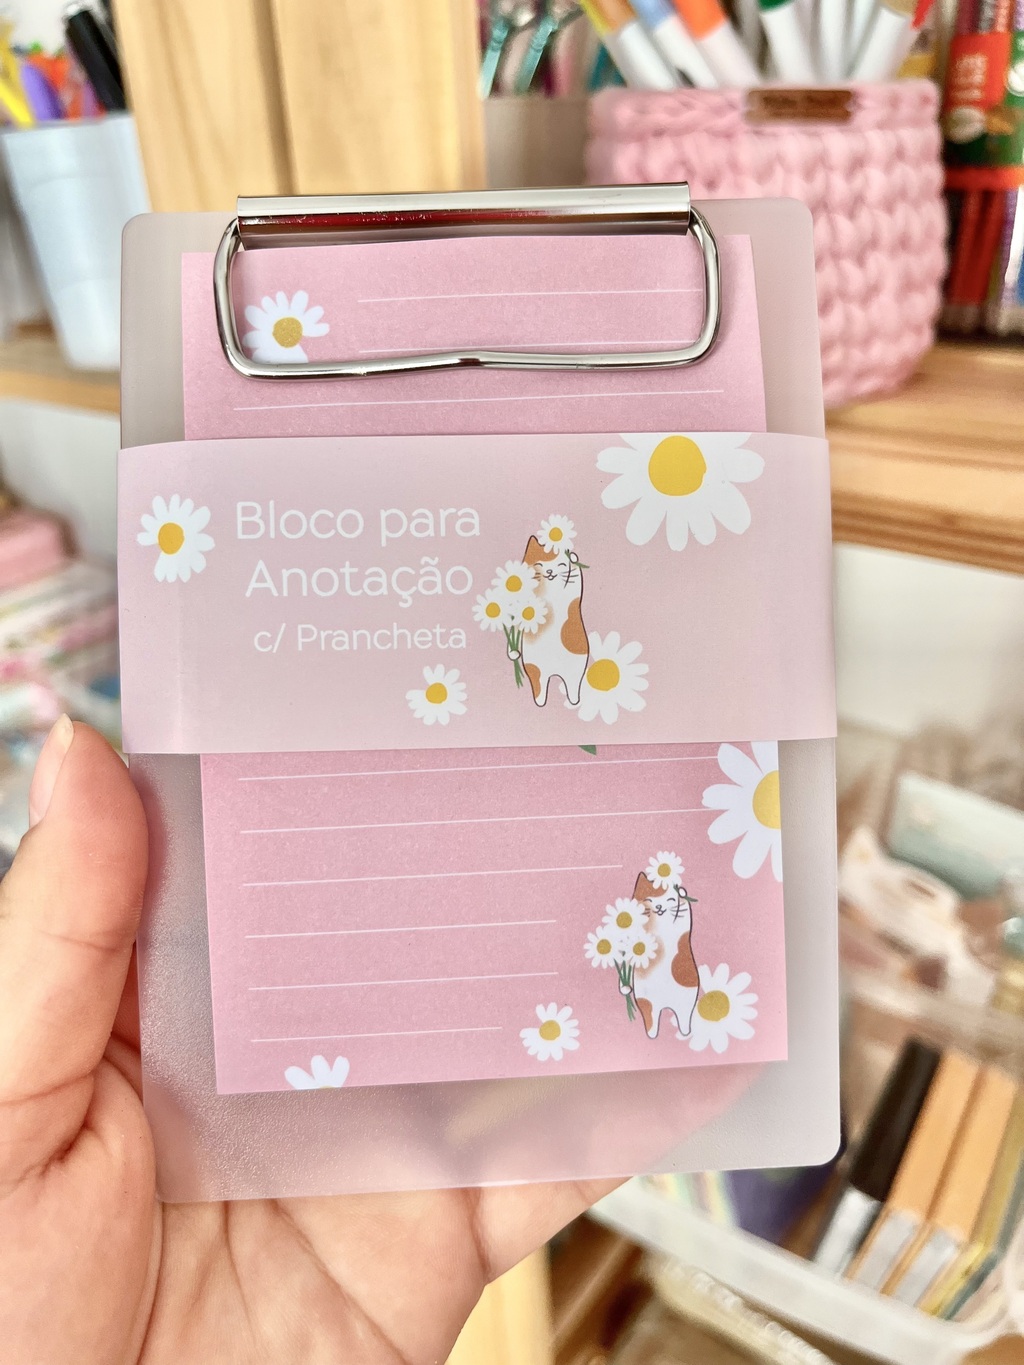 Bloco para
Anotação
c/ Prancheta